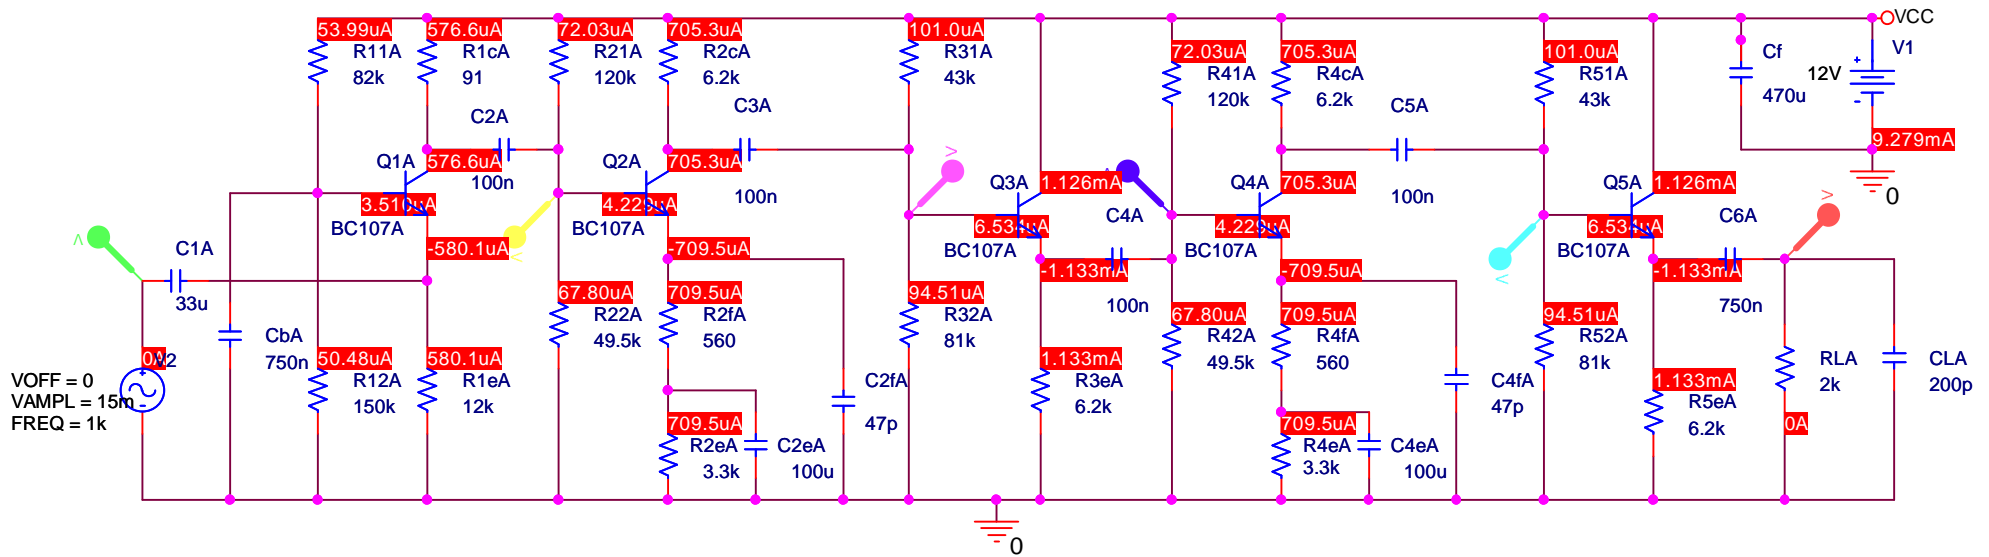 53.99uA
R11A
82k
576.6uA
R1cA
91
72.03uA
R21A
120k
705.3uA
R2cA
6.2k
101.0uA
R31A
43k
72.03uA
R41A
120k
705.3uA
R4cA
6.2k
101.0uA
R51A
43k
Cf
470u
VCC
V1
12V
+
-
9.279mA
0
C2A
100n
C3A
100n
C5A
100n
Q1A
576.6uA
3.510uA
BC107A
-580.1uA
Q2A
705.3uA
4.229uA
BC107A
-709.5uA
Q3A
1.126mA
6.534uA
BC107A
-1.133mA
C4A
100n
Q4A
705.3uA
4.229uA
BC107A
-709.5uA
Q5A
1.126mA
6.534uA
BC107A
-1.133mA
C6A
750n
C1A
33u
CbA
750n
67.80uA
R22A
49.5k
709.5uA
R2fA
560
94.51uA
R32A
81k
67.80uA
R42A
49.5k
709.5uA
R4fA
560
94.51uA
R52A
81k
0A
V2
VOFF = 0
VAMPL = 15m
FREQ = 1k
+
-
50.48uA
R12A
150k
580.1uA
R1eA
12k
709.5uA
R2eA
3.3k
C2eA
100u
C2fA
47p
1.133mA
R3eA
6.2k
709.5uA
R4eA
3.3k
C4eA
100u
C4fA
47p
1.133mA
R5eA
6.2k
RLA
2k
0A
CLA
200p
0